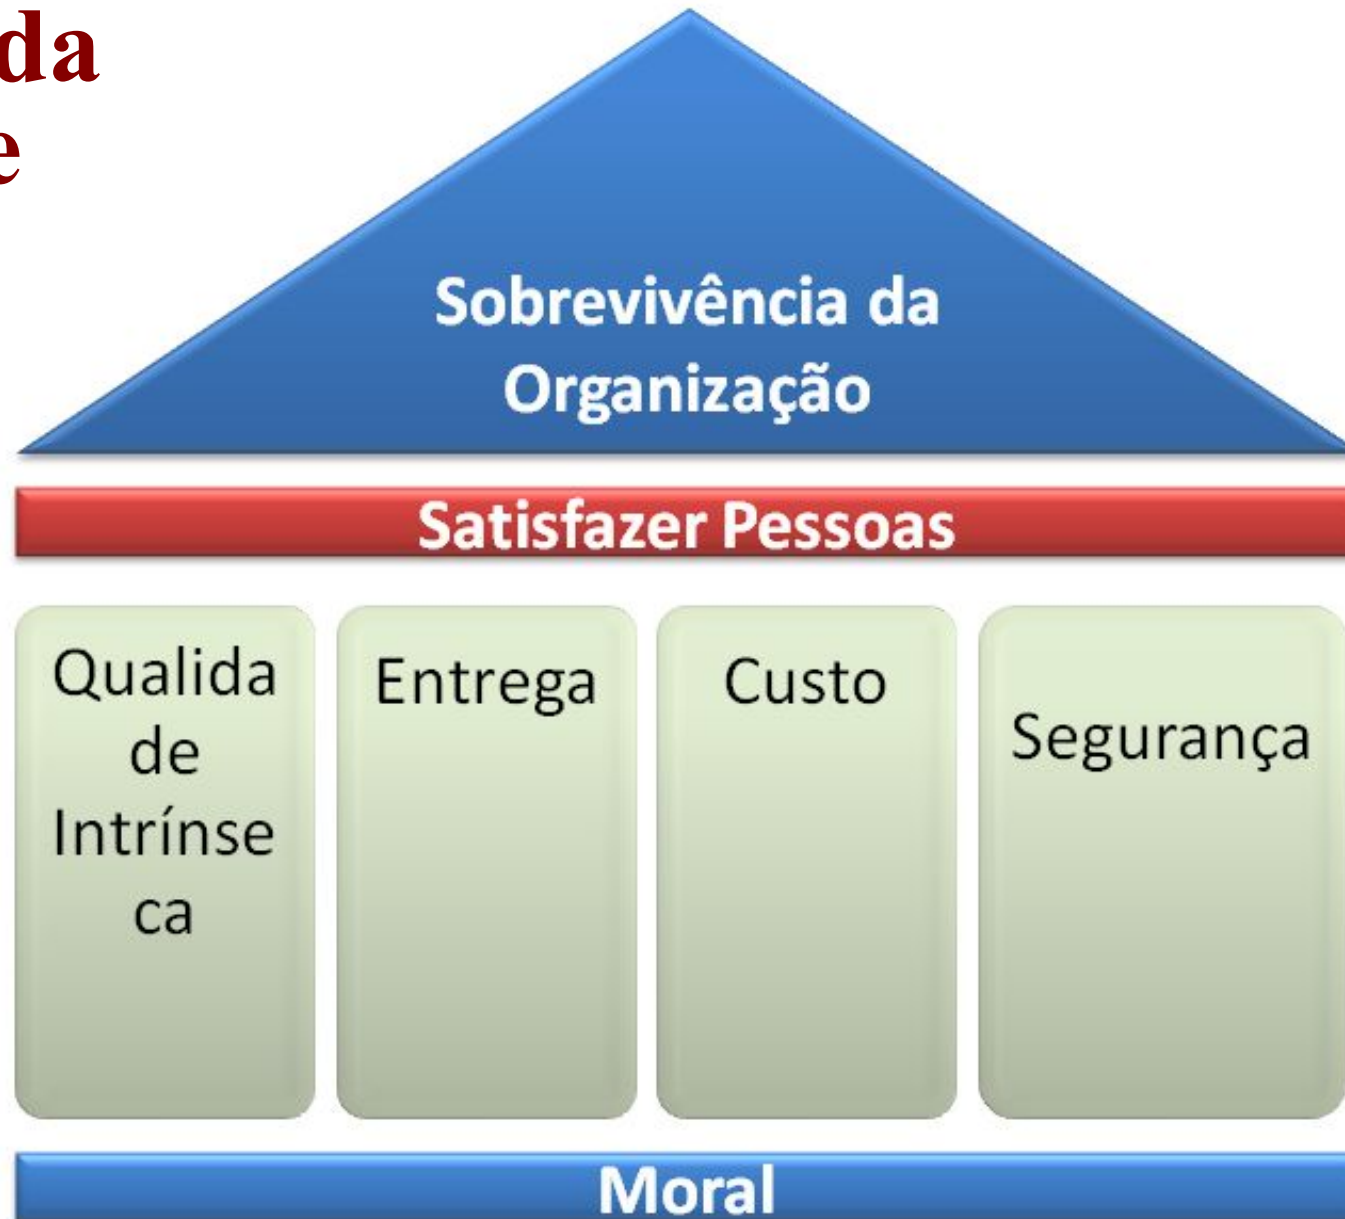 da
e
Sobrevivência da
Organização
Satisfazer Pessoas
Qualida
de
Intrínse
ca
Entrega
Custo
Segurança
Moral